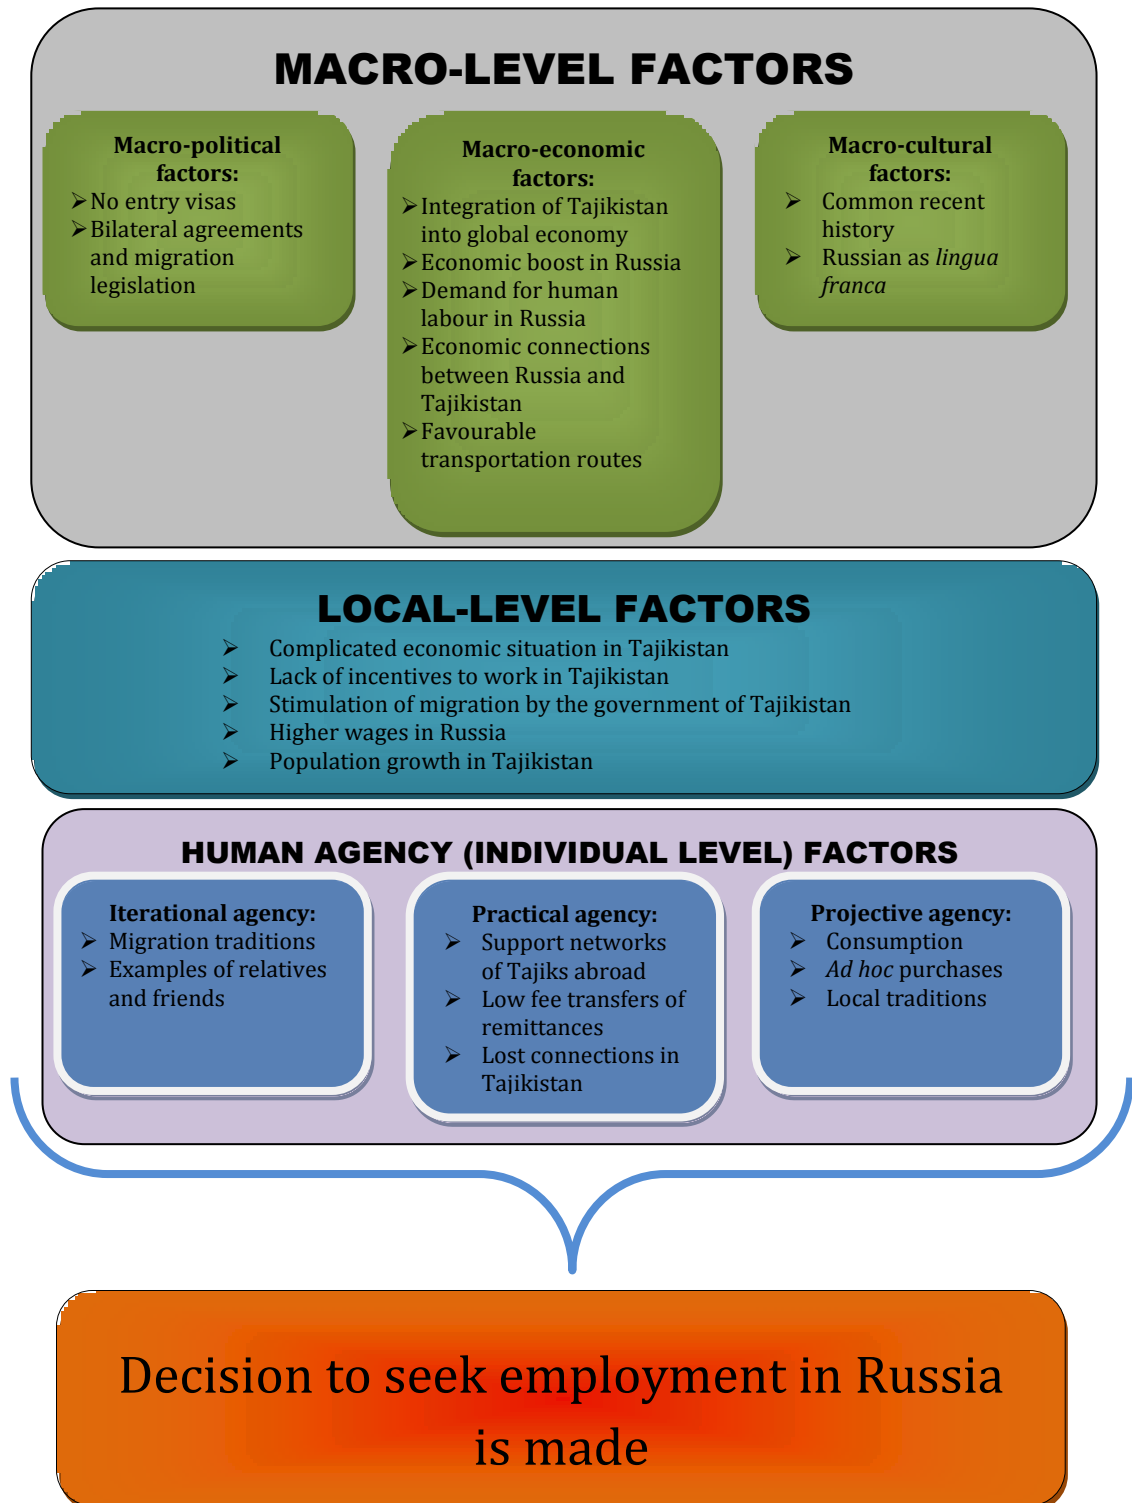 MACRO-LEVEL FACTORS
Macro-political
factors:
➢No entry visas
➢Bilateral agreements
and migration
legislation
Macro-economic
factors:
➢Integration of Tajikistan
into global economy
➢Economic boost in Russia
➢Demand for human
labour in Russia
➢Economic connections
between Russia and
Tajikistan
➢Favourable
transportation routes
Macro-cultural
factors:
➢ Common recent
history
➢ Russian as lingua
franca
LOCAL-LEVEL FACTORS
➢ Complicated economic situation in Tajikistan
➢ Lack of incentives to work in Tajikistan
➢ Stimulation of migration by the government of Tajikistan
➢ Higher wages in Russia
➢ Population growth in Tajikistan
HUMAN AGENCY (INDIVIDUAL LEVEL) FACTORS
Iterational agency:
➢ Migration traditions
➢ Examples of relatives
and friends
Practical agency:
➢ Support networks
of Tajiks abroad
➢ Low fee transfers of
remittances
➢ Lost connections in
Tajikistan
Projective agency:
➢ Consumption
➢ Ad hoc purchases
➢ Local traditions
Decision to seek employment in Russia
is made